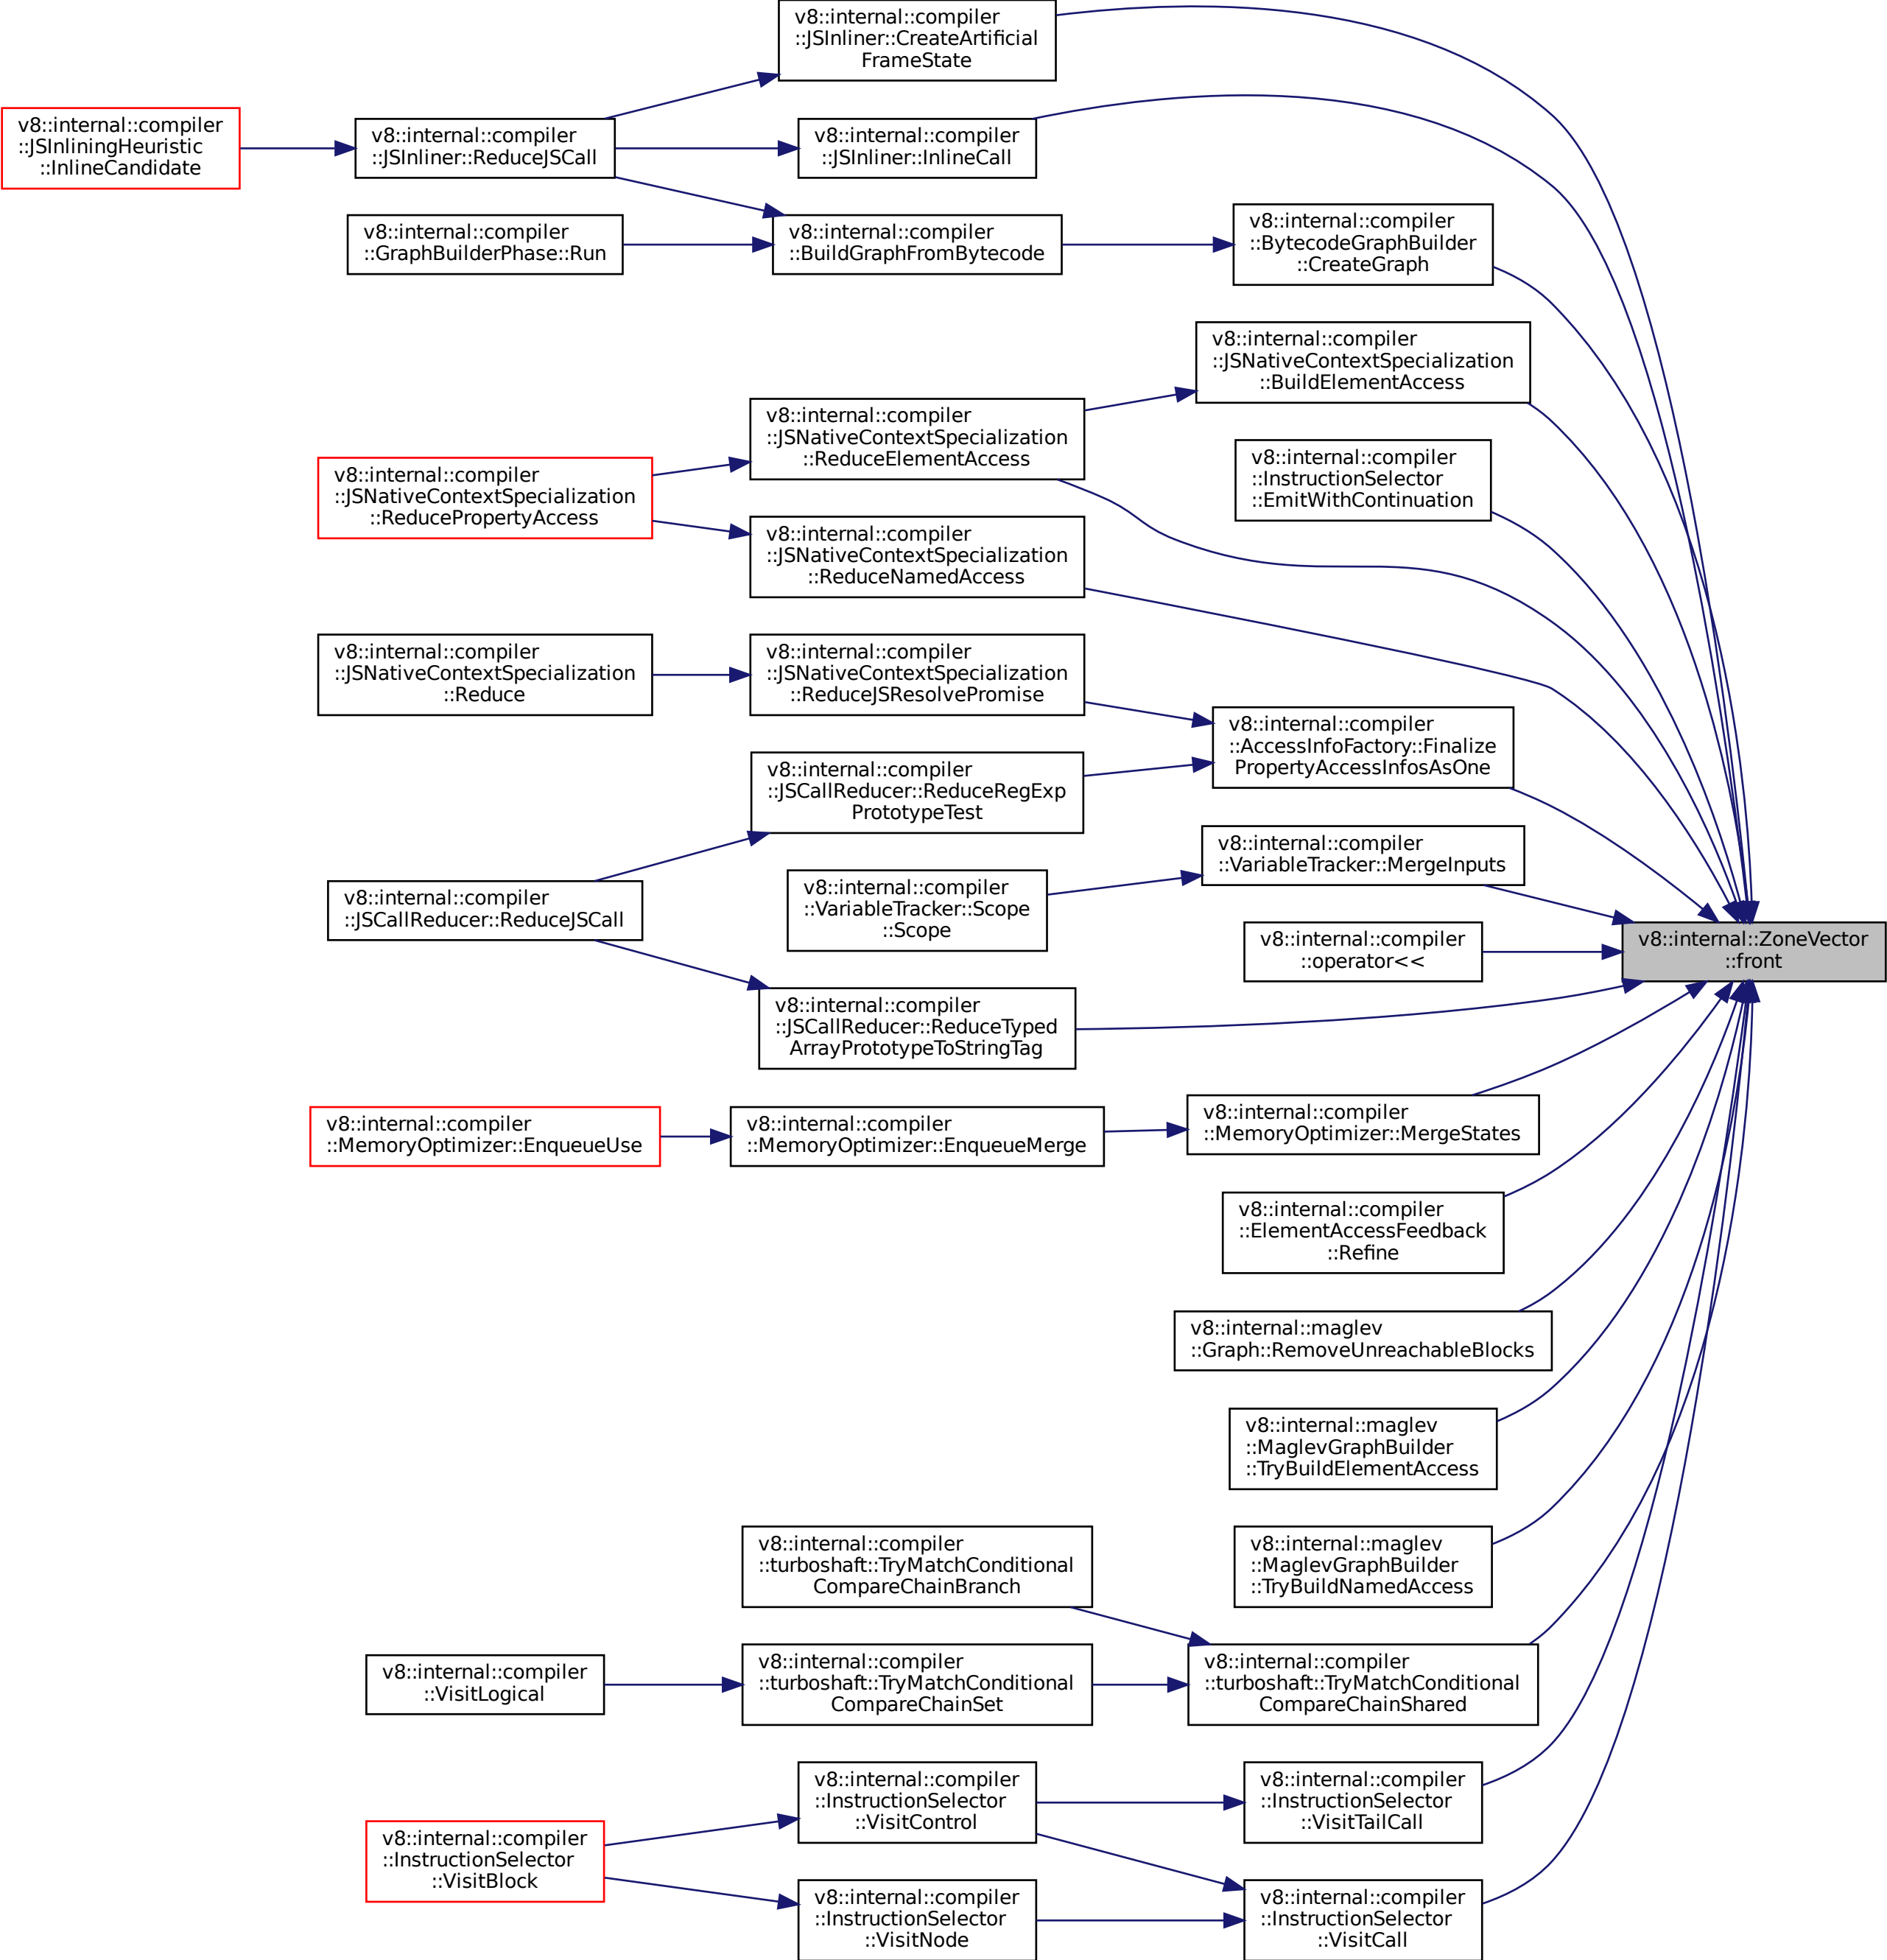 v8::internal::compiler
::JSInliner::CreateArtificial
FrameState
v8::internal::compiler
::JSInliningHeuristic
::InlineCandidate
v8::internal::compiler
::JSInliner::ReduceJSCall
v8::internal::compiler
::JSInliner::InlineCall
v8::internal::compiler
::GraphBuilderPhase::Run
v8::internal::compiler
::BuildGraphFromBytecode
v8::internal::compiler
::BytecodeGraphBuilder
::CreateGraph
v8::internal::compiler
::JSNativeContextSpecialization
::BuildElementAccess
v8::internal::compiler
::JSNativeContextSpecialization
::ReduceElementAccess
v8::internal::compiler
::InstructionSelector
::EmitWithContinuation
v8::internal::compiler
::JSNativeContextSpecialization
::ReducePropertyAccess
v8::internal::compiler
::JSNativeContextSpecialization
::ReduceNamedAccess
v8::internal::compiler
::JSNativeContextSpecialization
::Reduce
v8::internal::compiler
::JSNativeContextSpecialization
::ReduceJSResolvePromise
v8::internal::compiler
::AccessInfoFactory::Finalize
PropertyAccessInfosAsOne
v8::internal::compiler
::JSCallReducer::ReduceRegExp
PrototypeTest
v8::internal::compiler
::VariableTracker::MergeInputs
v8::internal::compiler
::JSCallReducer::ReduceJSCall
v8::internal::compiler
::VariableTracker::Scope
::Scope
v8::internal::compiler
::operator<<
v8::internal::ZoneVector
::front
v8::internal::compiler
::JSCallReducer::ReduceTyped
ArrayPrototypeToStringTag
v8::internal::compiler
::MemoryOptimizer::EnqueueUse
v8::internal::compiler
::MemoryOptimizer::EnqueueMerge
v8::internal::compiler
::MemoryOptimizer::MergeStates
v8::internal::compiler
::ElementAccessFeedback
::Refine
v8::internal::maglev
::Graph::RemoveUnreachableBlocks
v8::internal::maglev
::MaglevGraphBuilder
::TryBuildElementAccess
v8::internal::compiler
::turboshaft::TryMatchConditional
CompareChainBranch
v8::internal::maglev
::MaglevGraphBuilder
::TryBuildNamedAccess
v8::internal::compiler
::VisitLogical
v8::internal::compiler
::turboshaft::TryMatchConditional
CompareChainSet
v8::internal::compiler
::turboshaft::TryMatchConditional
CompareChainShared
v8::internal::compiler
::InstructionSelector
::VisitControl
v8::internal::compiler
::InstructionSelector
::VisitTailCall
v8::internal::compiler
::InstructionSelector
::VisitBlock
v8::internal::compiler
::InstructionSelector
::VisitNode
v8::internal::compiler
::InstructionSelector
::VisitCall